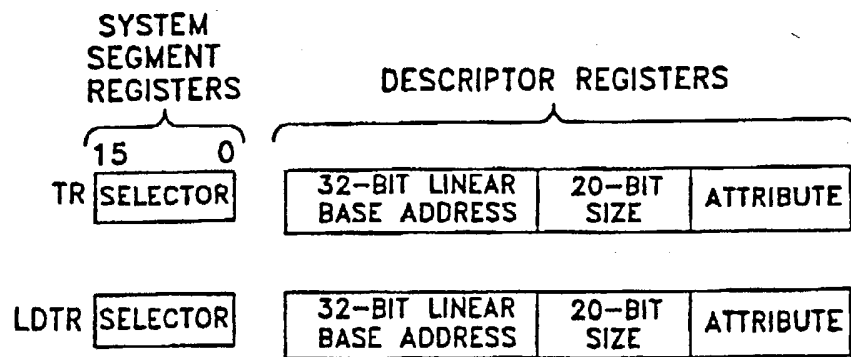 SYSTEM
SEGMENT
REGISTERS
DESCRIPTOR REGISTERS
15 0
TR SELECTOR
32-BIT LINEAR
BASE ADDRESS
20-BIT
SIZE
ATTRIBUTE
LDTR SELECTOR
32-BIT LINEAR
BASE ADDRESS
20-BIT
SIZE
ATTRIBUTE